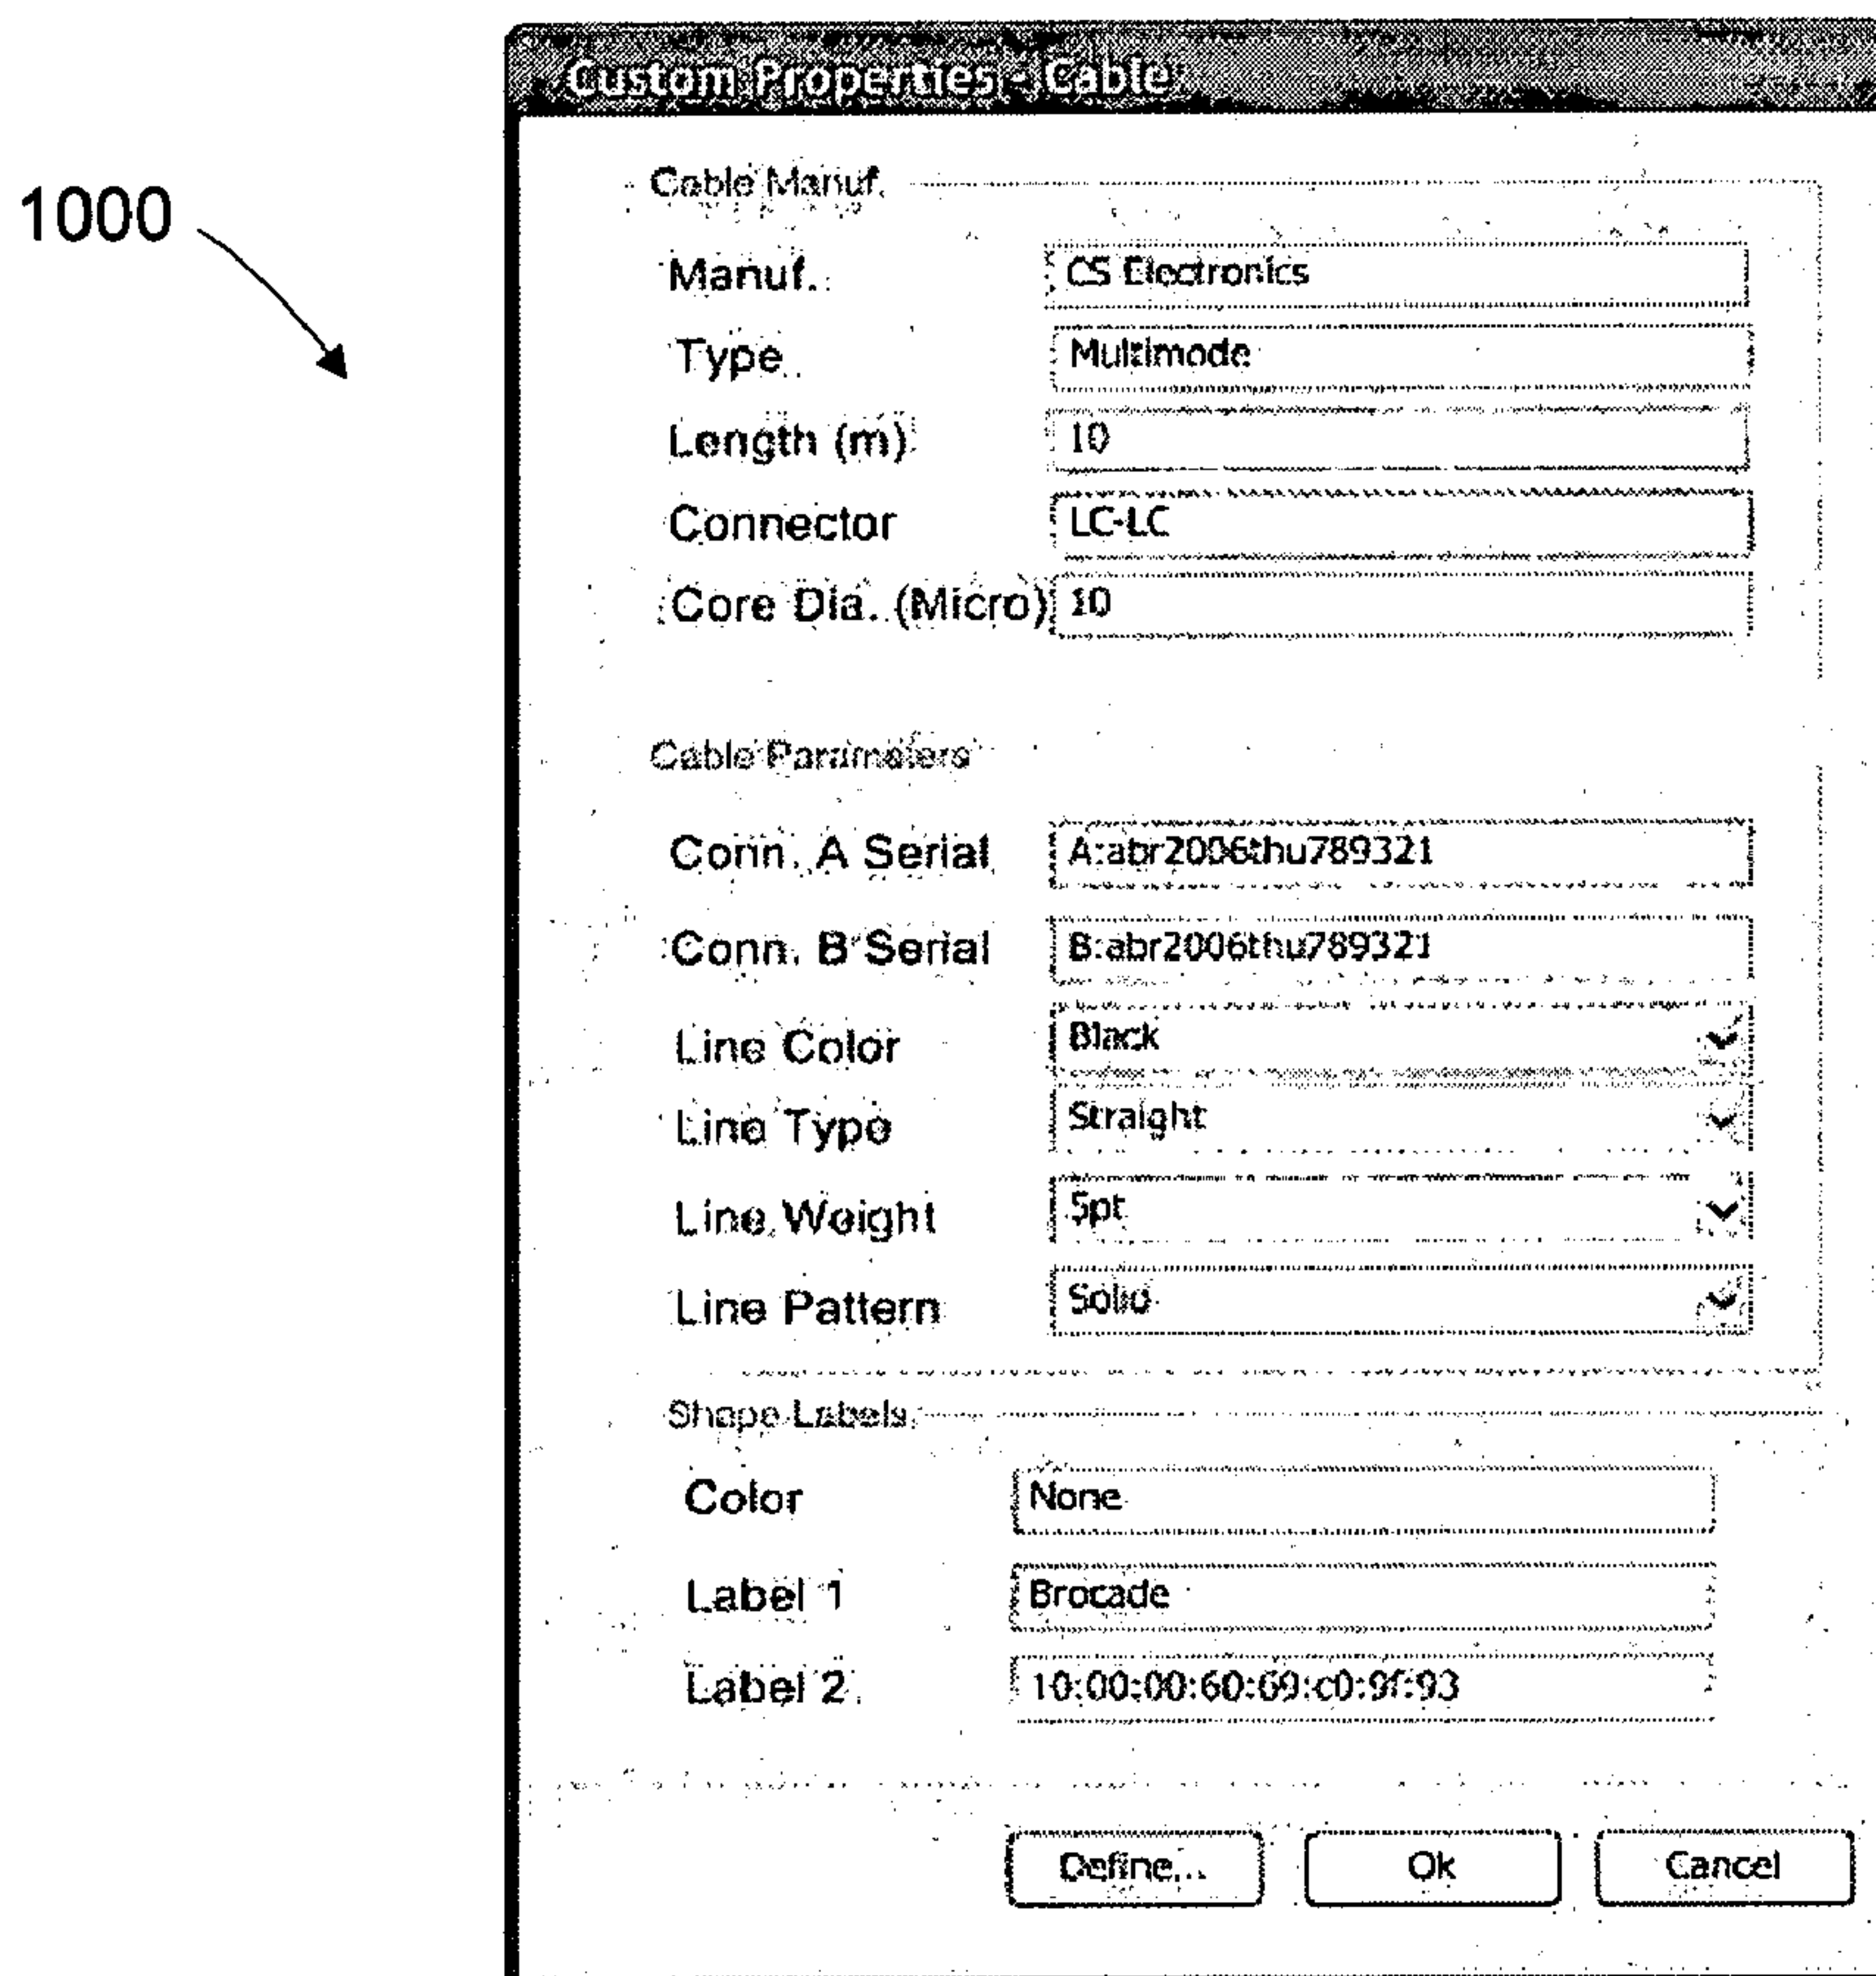 Custom Properties - Cable
1000
Cable Manuf.
Manuf. CS Electronics
Type Multimode
Length (m) 10
Connector LC-LC
Core Dia. (Micro) 10
Cable Parameters
Conn. A Serial A:abr2006thu789321
Conn. B Serial B:abr2006thu789321
Line Color Black
Line Type Straight
Line Weight 5pt
Line Pattern Solid
Shape Labels
Color None
Label 1 Brocade
Label 2 10:00:00:60:69:c0:9f:93
Define... Ok Cancel